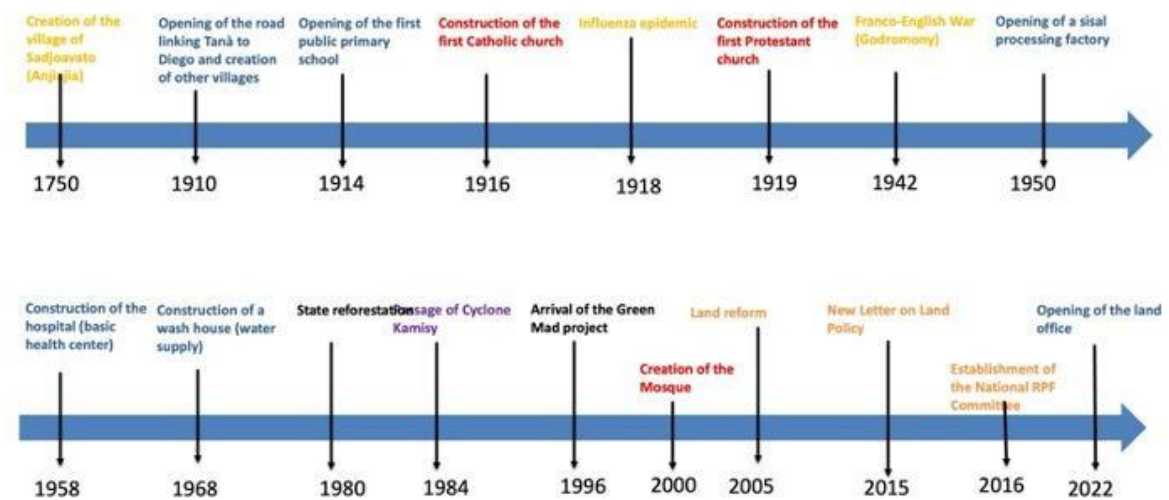 Creation of the
village of
Sadjoavato
(Anjiajia)
Opening of the road
linking Tanà to
Diego and creation
of other villages
Opening of the first
public primary
school
Construction of the
first Catholic church
Influenza epidemic
Construction of the
first Protestant
church
Franco-English War
(Godromony)
Opening of a sisal
processing factory
1750
1910
1914
1916
1918
1919
1942
1950
Construction of the
hospital (basic
health center)
Construction of a
wash house (water
supply)
State reforestation
Passage of Cyclone
Kamisy
Arrival of the Green
Mad project
Creation of the
Mosque
Land reform
New Letter on Land
Policy
Establishment of
the National RPF
Committee
Opening of the land
office
1958
1968
1980
1984
1996
2000
2005
2015
2016
2022